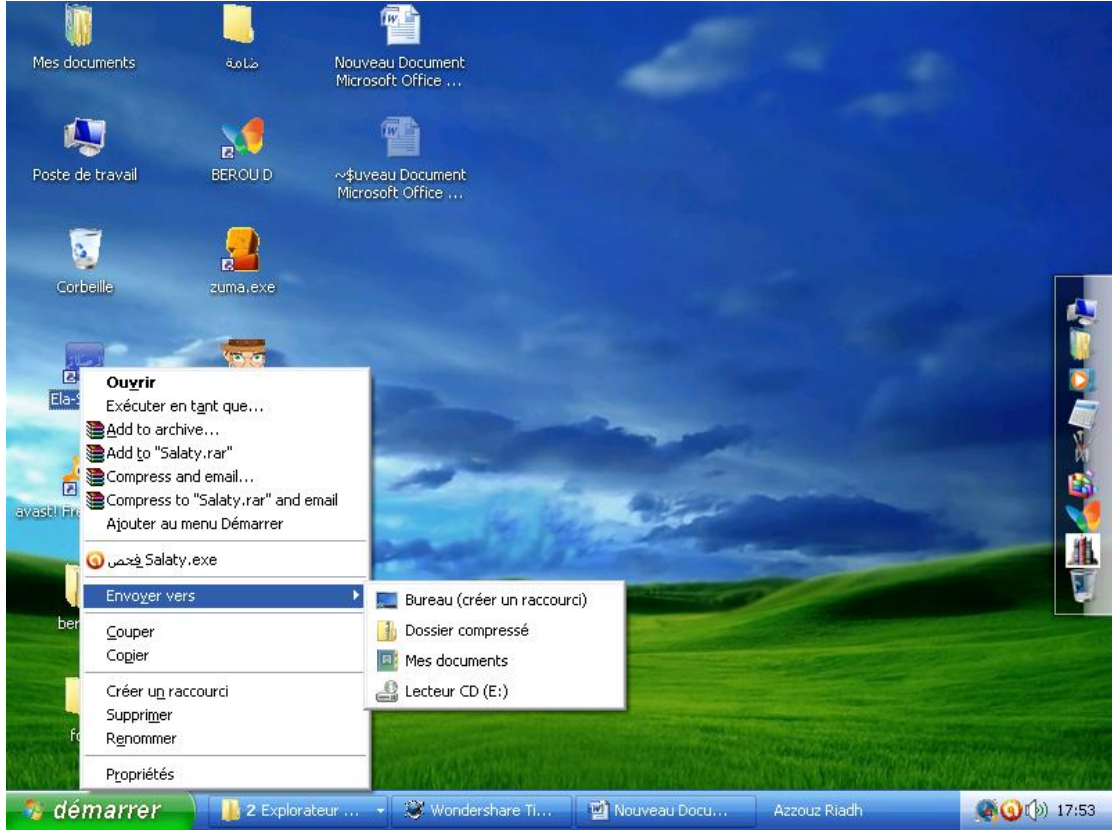 Mes documents
ضامة
Nouveau Document
Microsoft Office ...
Poste de travail
BEROU D
~$uveau Document
Microsoft Office ...
Corbeille
zuma.exe
Ouvrir
Exécuter en tant que...
Add to archive...
Add to "Salaty.rar"
Compress and email...
Compress to "Salaty.rar" and email
Ajouter au menu Démarrer
فحص Salaty.exe
Envoyer vers
Couper
Copier
Créer un raccourci
Supprimer
Renommer
Propriétés
Bureau (créer un raccourci)
Dossier compressé
Mes documents
Lecteur CD (E:)
avast!
démarrer
2 Explorateur ...
Wondershare Ti...
Nouveau Docu...
Azzouz Riadh
17:53